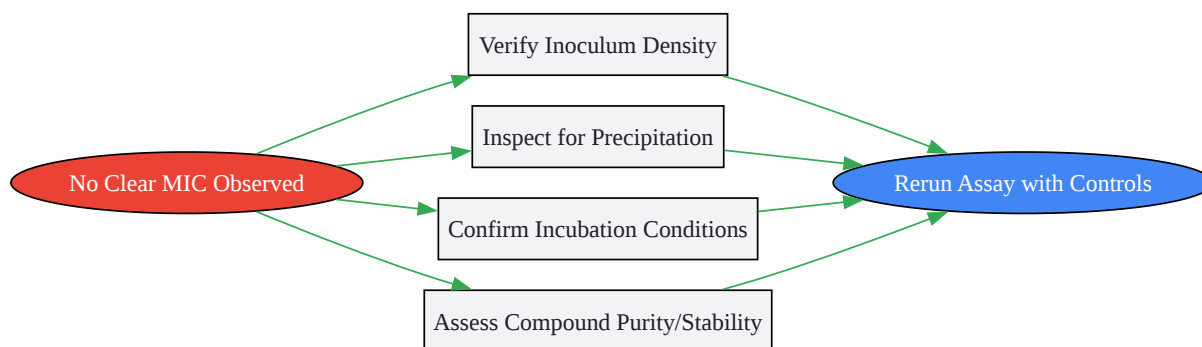 Verify Inoculum Density
Inspect for Precipitation
No Clear MIC Observed
Rerun Assay with Controls
Confirm Incubation Conditions
Assess Compound Purity/Stability